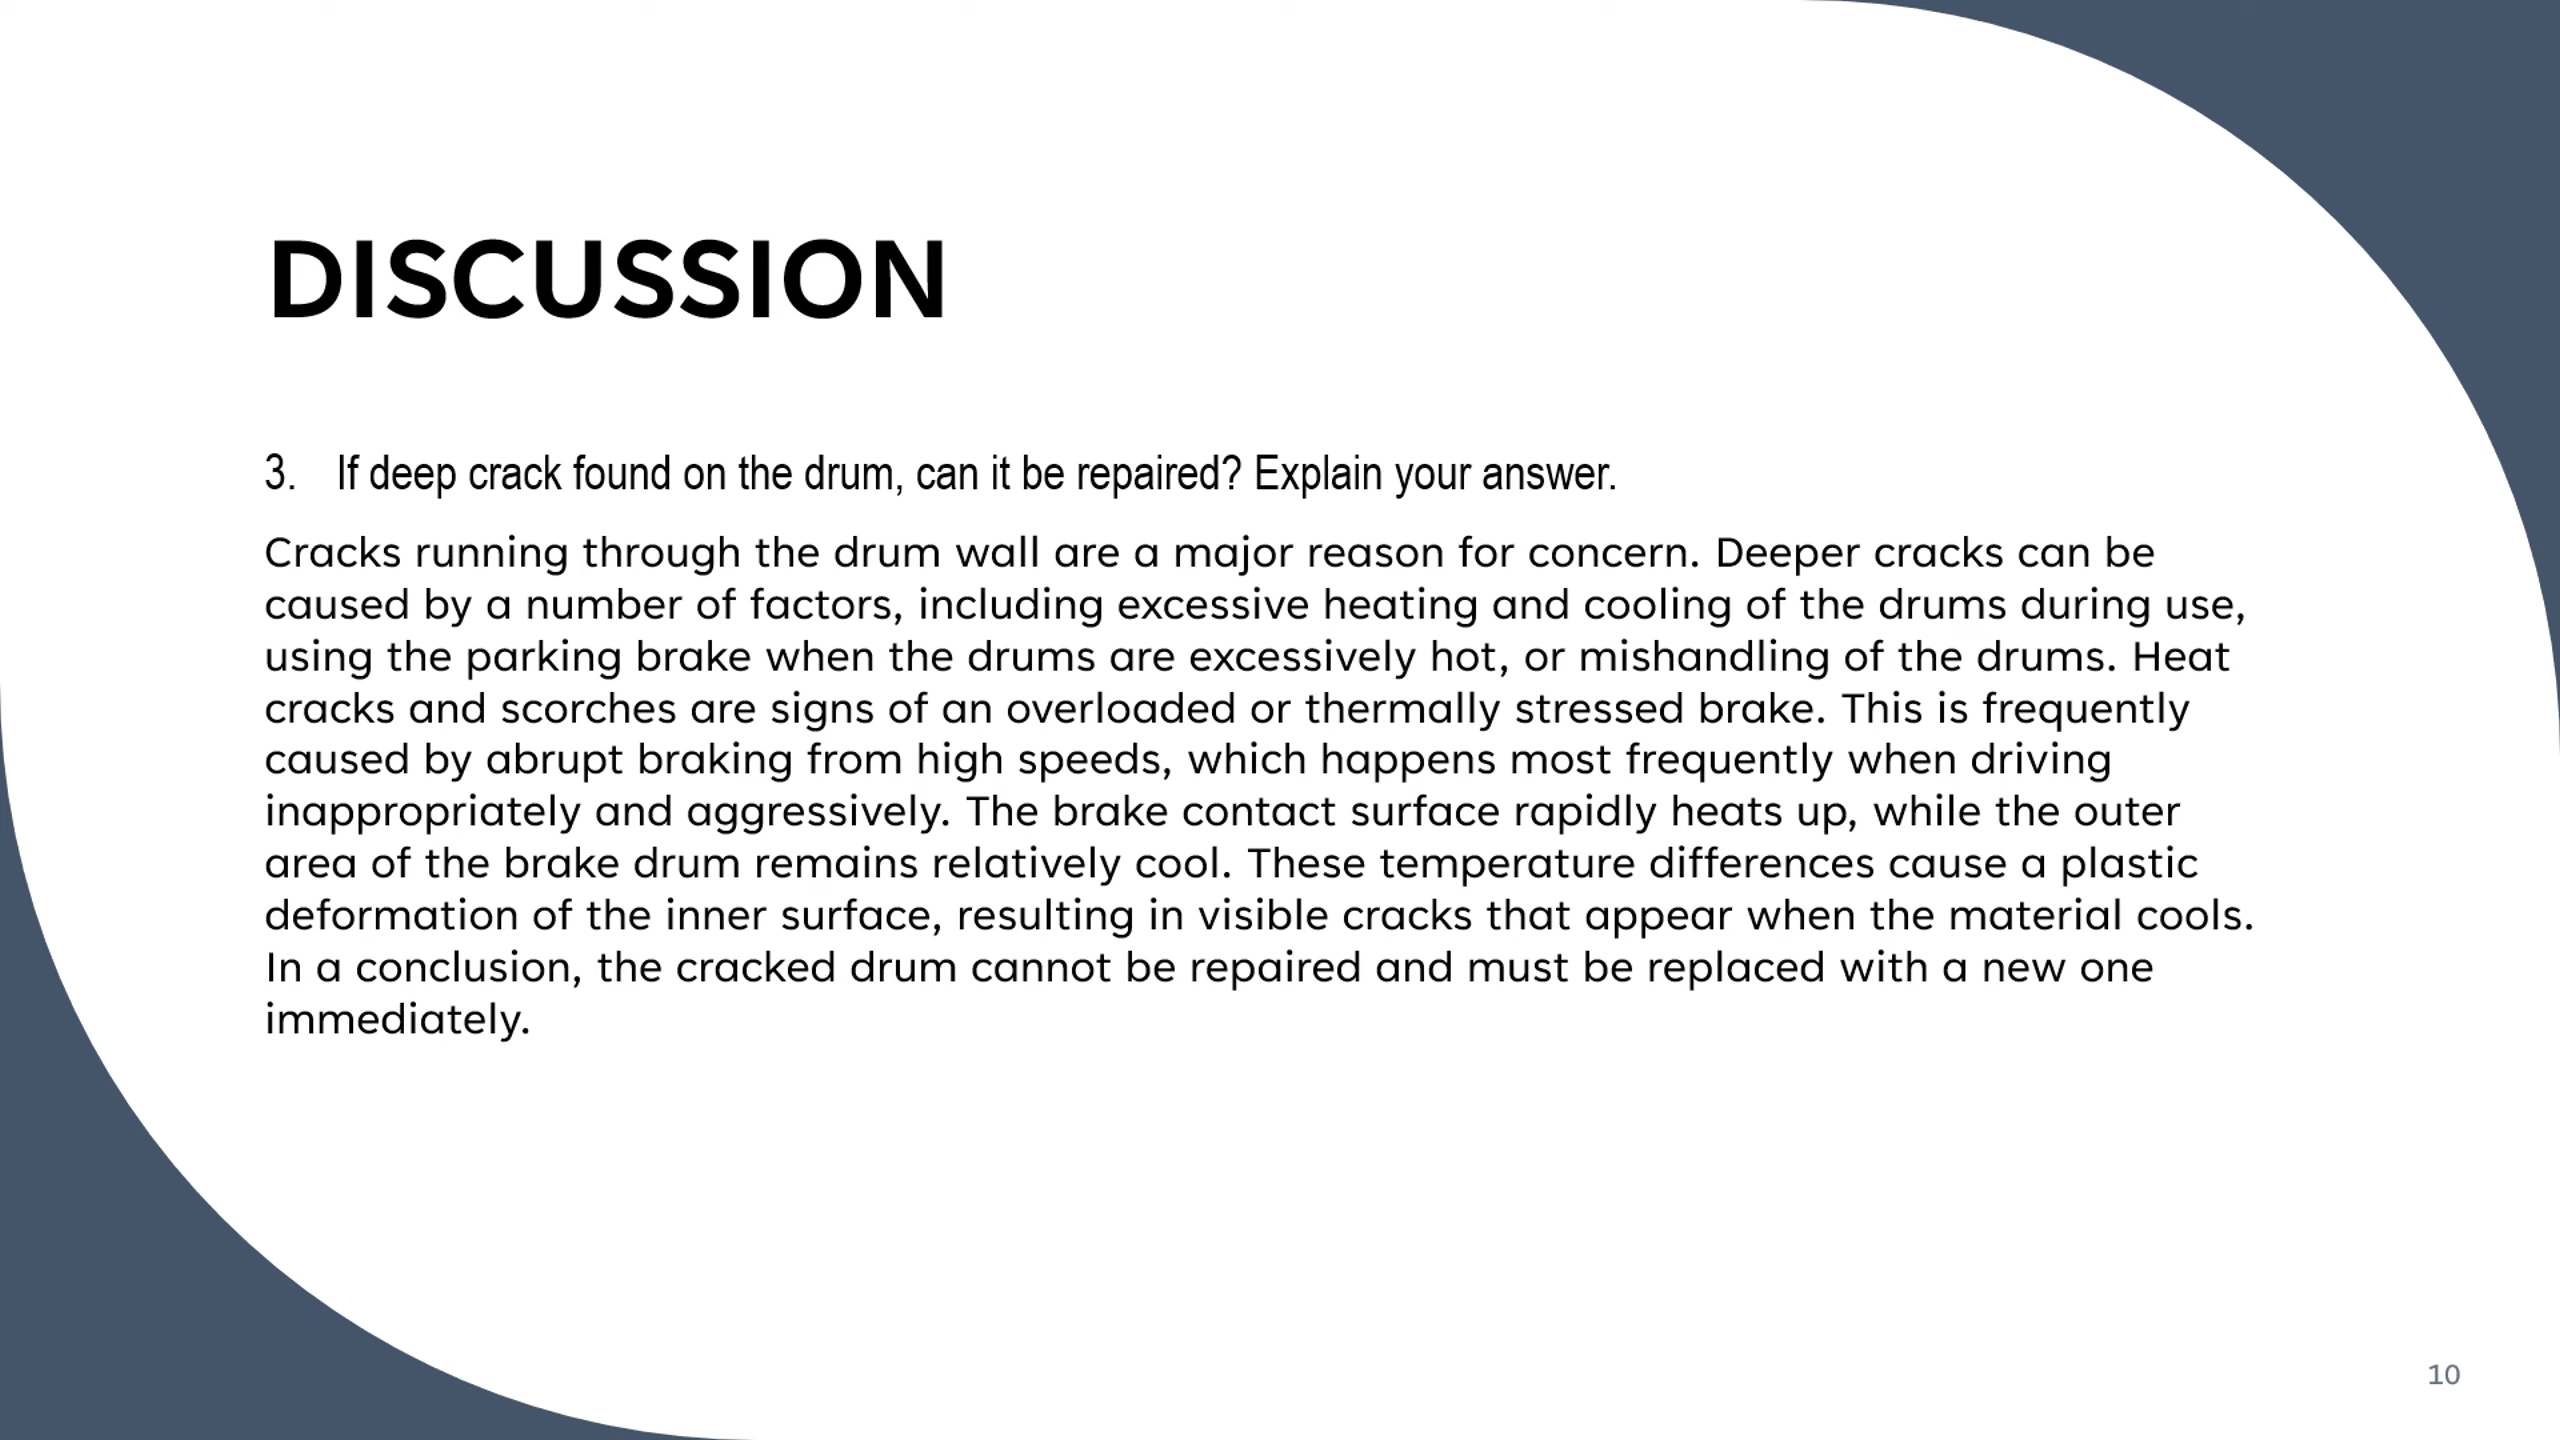 DISCUSSION
3. If deep crack found on the drum, can it be repaired? Explain your answer.
Cracks running through the drum wall are a major reason for concern. Deeper cracks can be
caused by a number of factors, including excessive heating and cooling of the drums during use,
using the parking brake when the drums are excessively hot, or mishandling of the drums. Heat
cracks and scorches are signs of an overloaded or thermally stressed brake. This is frequently
caused by abrupt braking from high speeds, which happens most frequently when driving
inappropriately and aggressively. The brake contact surface rapidly heats up, while the outer
area of the brake drum remains relatively cool. These temperature differences cause a plastic
deformation of the inner surface, resulting in visible cracks that appear when the material cools.
In a conclusion, the cracked drum cannot be repaired and must be replaced with a new one
immediately.
10